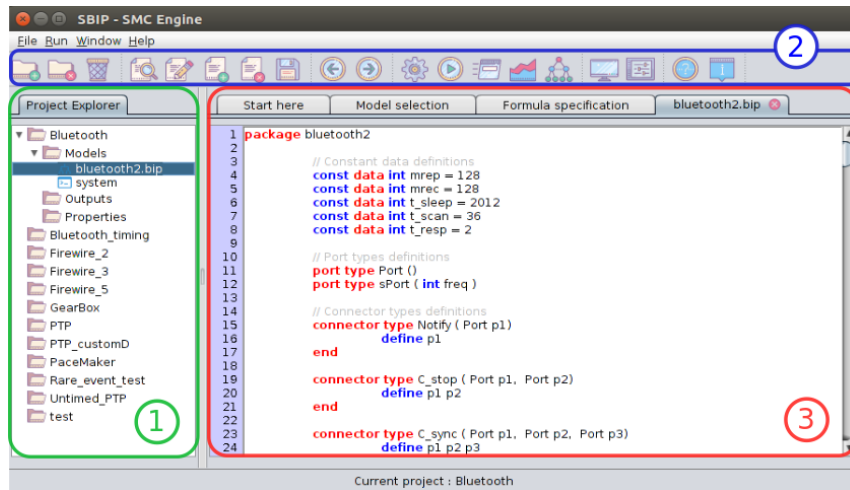 SBIP - SMC Engine
File Run Window Help
2
Project Explorer
Bluetooth
Models
bluetooth2.bip
system
Outputs
Properties
Bluetooth_timing
Firewire_2
Firewire_3
Firewire_5
GearBox
PTP
PTP_customD
PaceMaker
Rare_event_test
Untimed_PTP
test
1
Start here Model selection Formula specification bluetooth2.bip
1 package bluetooth2
2
3 // Constant data definitions
4 const data int mrep = 128
5 const data int mrec = 128
6 const data int t_sleep = 2012
7 const data int t_scan = 36
8 const data int t_resp = 2
9
10 // Port types definitions
11 port type Port ()
12 port type sPort ( int freq )
13
14 // Connector types definitions
15 connector type Notify ( Port p1)
16 define p1
17 end
18
19 connector type C_stop ( Port p1, Port p2)
20 define p1 p2
21 end
22
23 connector type C_sync ( Port p1, Port p2, Port p3)
24 define p1 p2 p3
3
Current project : Bluetooth